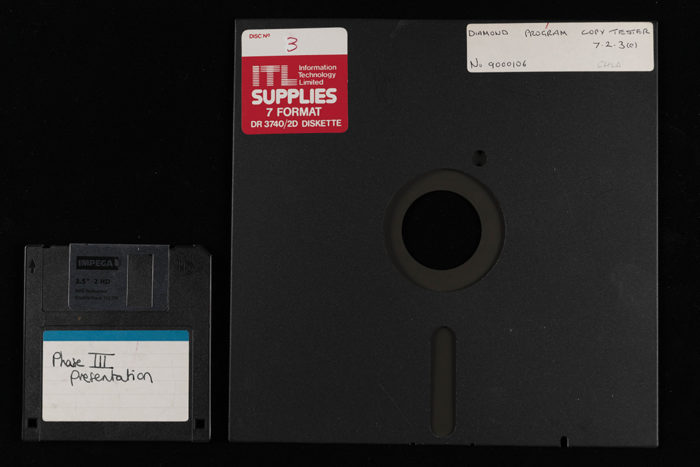 DISC Nº
3
ITL Information
Technology
Limited
SUPPLIES
7 FORMAT
DR 3740/2D DISKETTE
DIAMOND PROGRAM COPY TESTER
7.2.3(c)
No 9000106
IMPEGA
3.5" 2 HD
Phase III
presentation